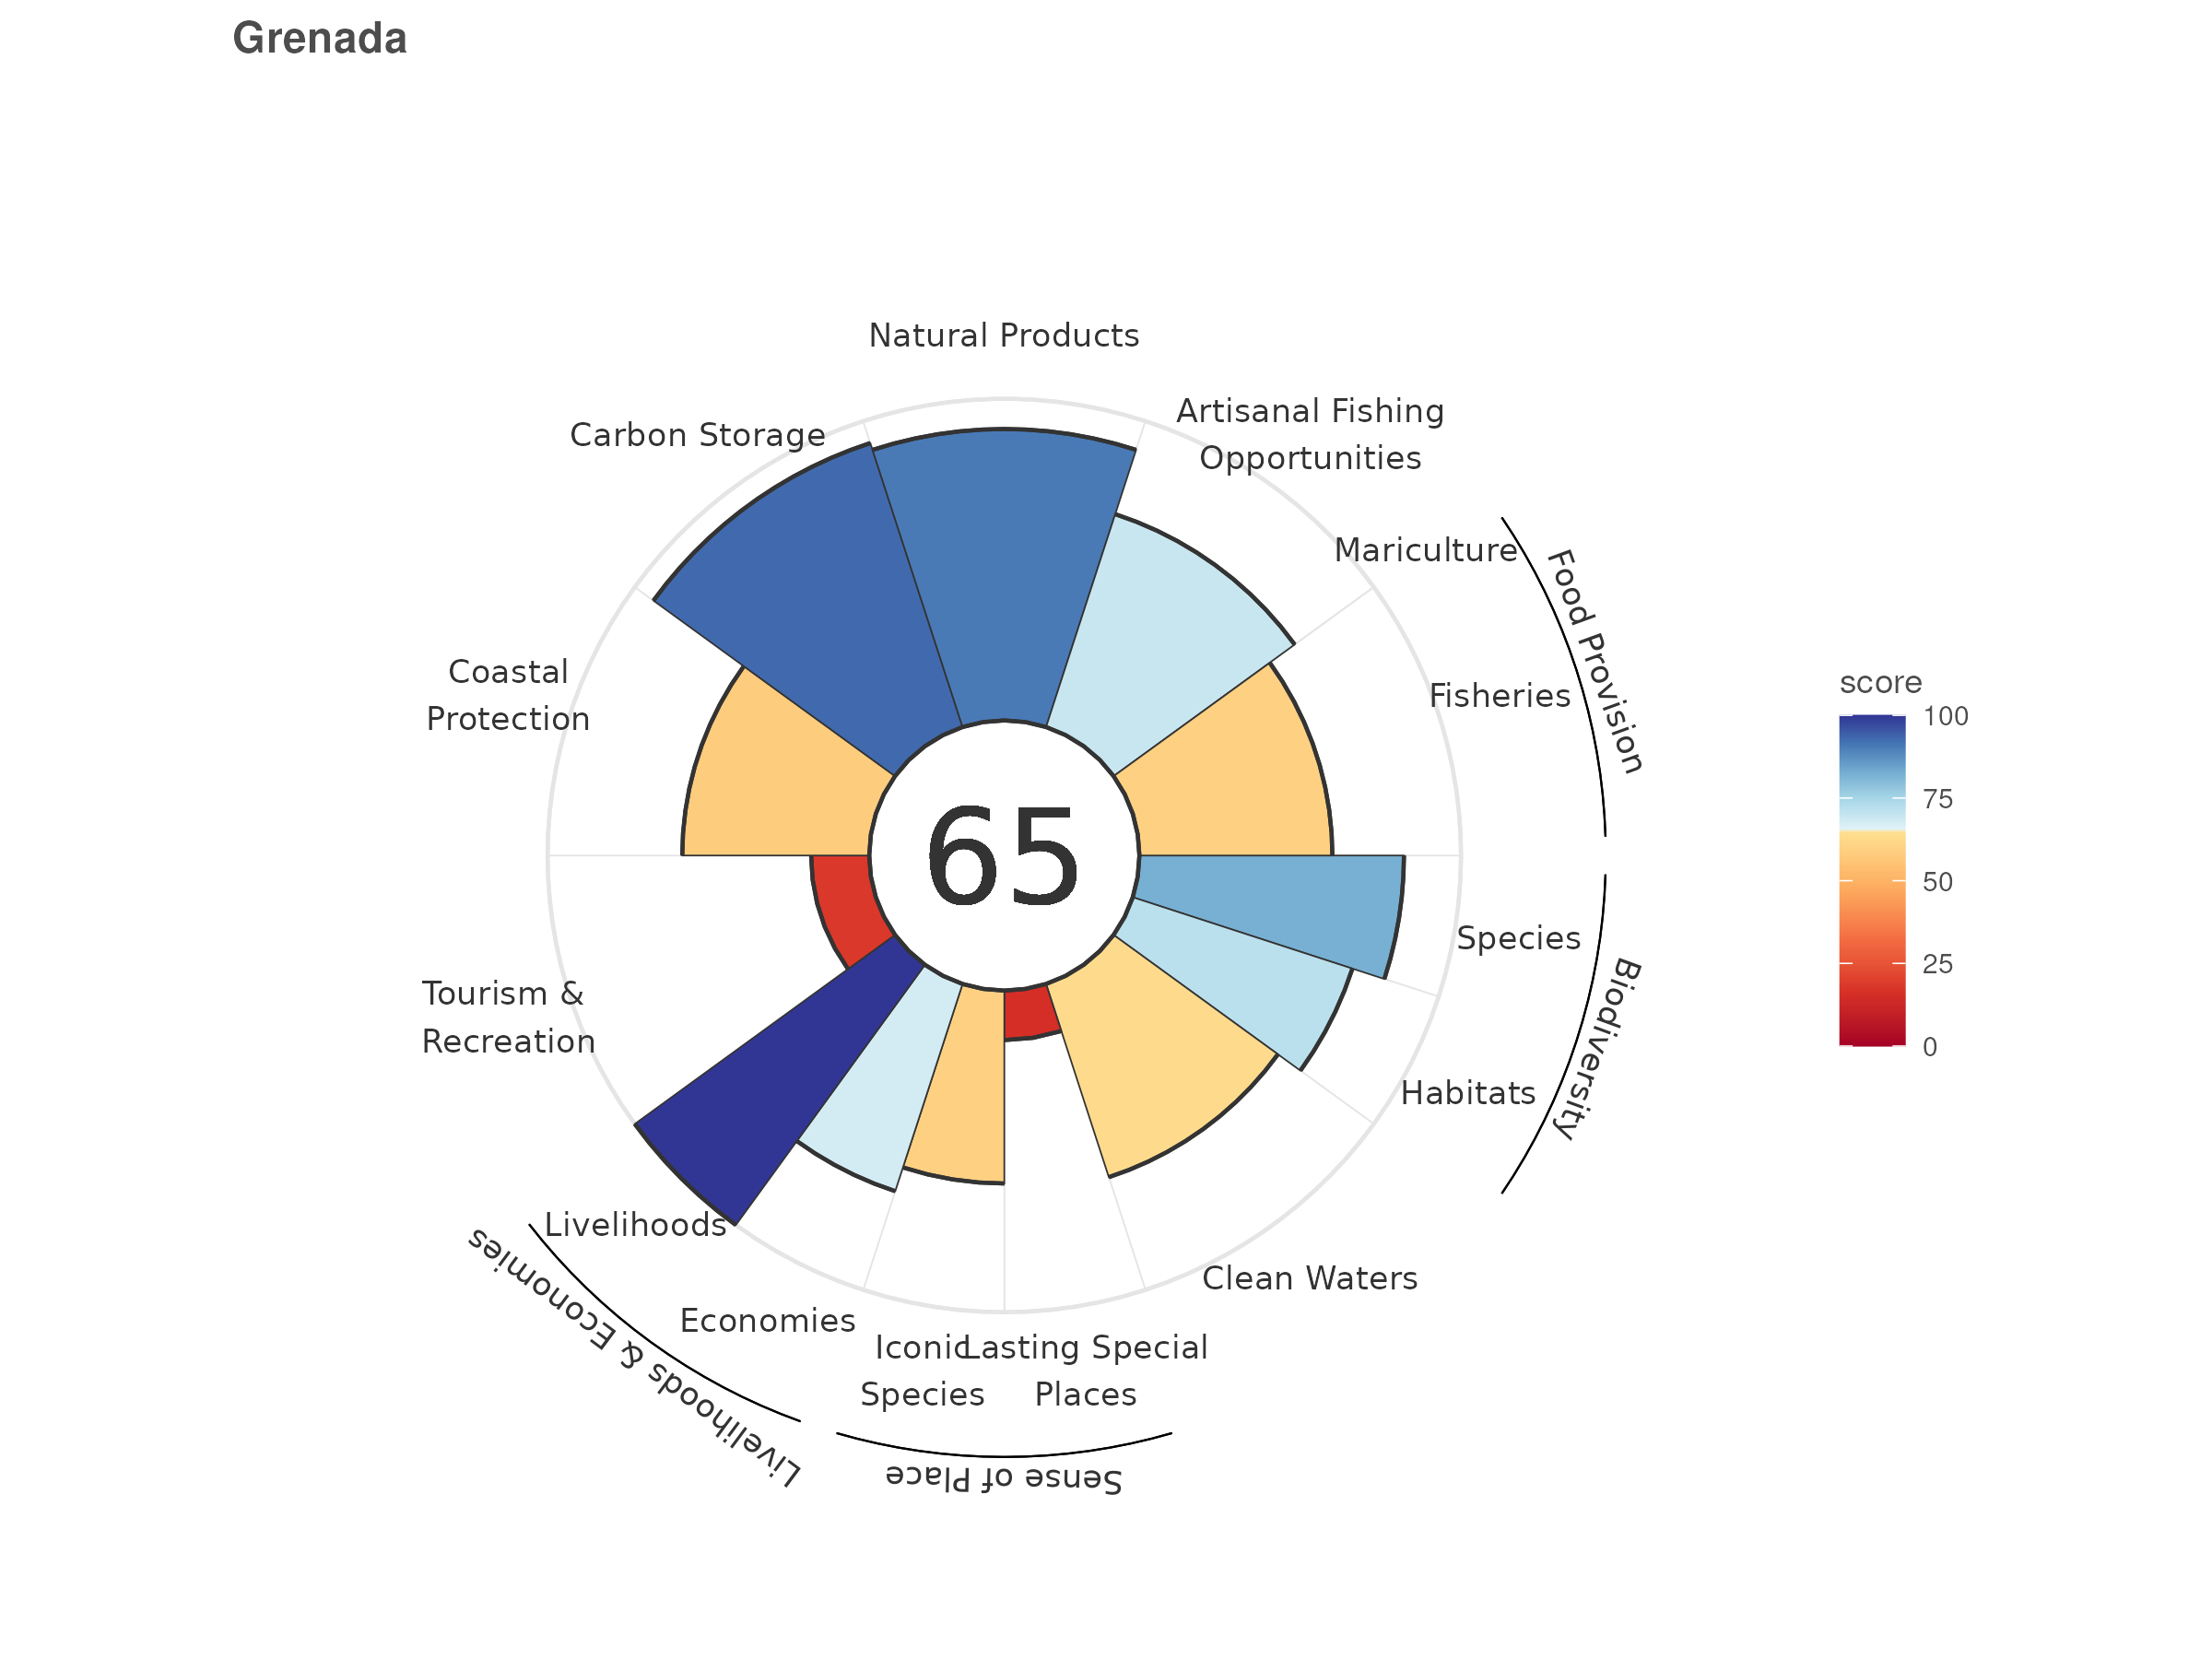 Grenada
Natural Products
Carbon Storage
Artisanal Fishing
Opportunities
Mariculture
Food Provision
Fisheries
Coastal
Protection
65
Species
Biodiversity
Habitats
Tourism &
Recreation
Livelihoods
Livelihoods & Economies
Economies
Clean Waters
Iconic
Species
Lasting Special
Places
Sense of Place
score
100
75
50
25
0